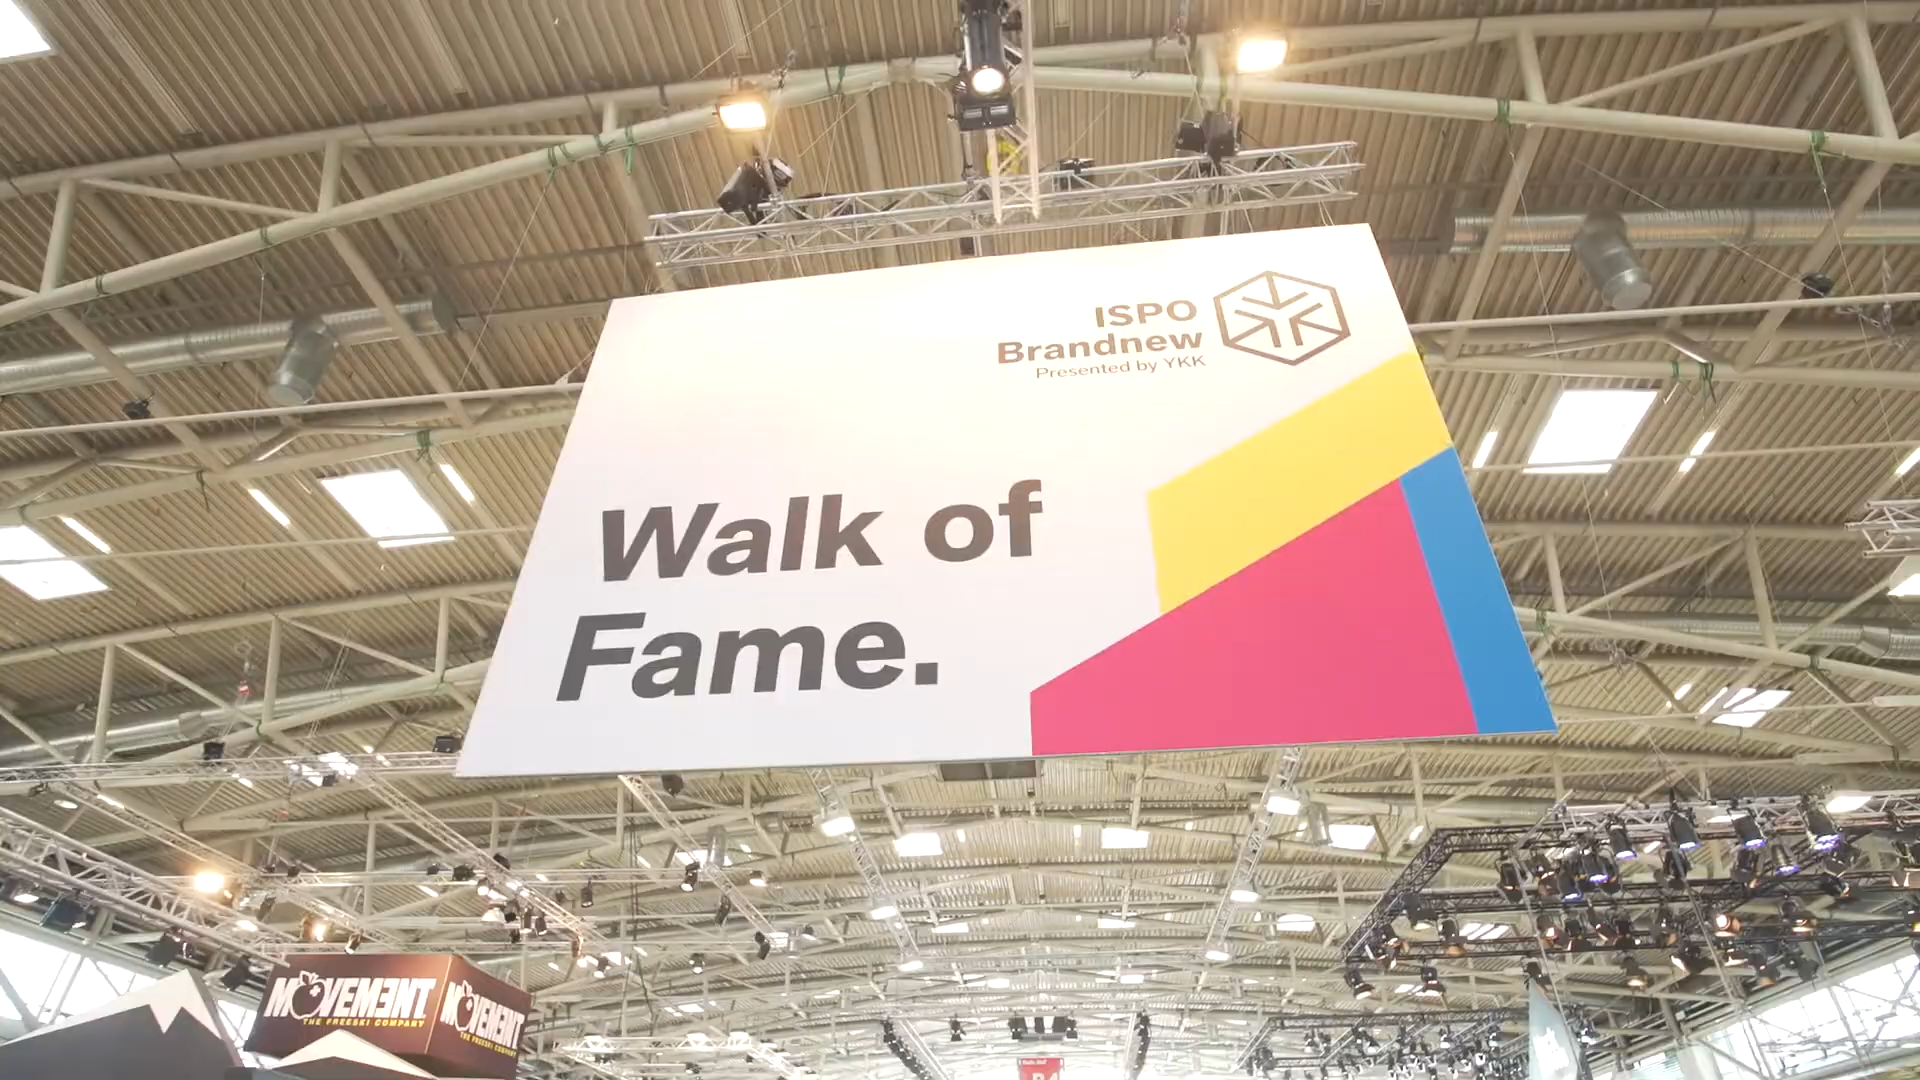 ISPO
Brandnew
Presented by YKK
Walk of
Fame.
MOVEMENT
THE FREESKI COMPANY
MOVEMENT
THE FREESKI COMPANY